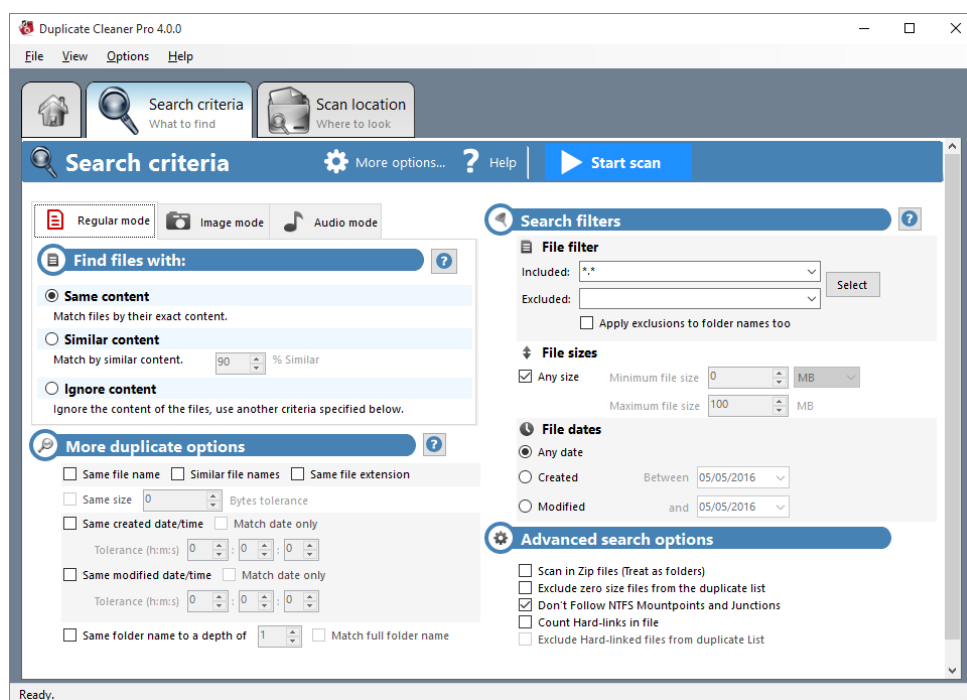 Duplicate Cleaner Pro 4.0.0
File View Options Help
Search criteria
What to find
Scan location
Where to look
Search criteria
More options...
? Help
Start scan
Regular mode
Image mode
Audio mode
Find files with:
?
Same content
Match files by their exact content.
Similar content
Match by similar content. 90 % Similar
Ignore content
Ignore the content of the files, use another criteria specified below.
More duplicate options
?
Same file name Similar file names Same file extension
Same size 0 Bytes tolerance
Same created date/time Match date only
Tolerance (h:m:s) 0 : 0 : 0
Same modified date/time Match date only
Tolerance (h:m:s) 0 : 0 : 0
Same folder name to a depth of 1 Match full folder name
Search filters
?
File filter
Included: *.*
Select
Excluded:
Apply exclusions to folder names too
File sizes
Any size Minimum file size 0 MB
Maximum file size 100 MB
File dates
Any date
Created Between 05/05/2016
Modified and 05/05/2016
Advanced search options
Scan in Zip files (Treat as folders)
Exclude zero size files from the duplicate list
Don't Follow NTFS Mountpoints and Junctions
Count Hard-links in file
Exclude Hard-linked files from duplicate List
Ready.